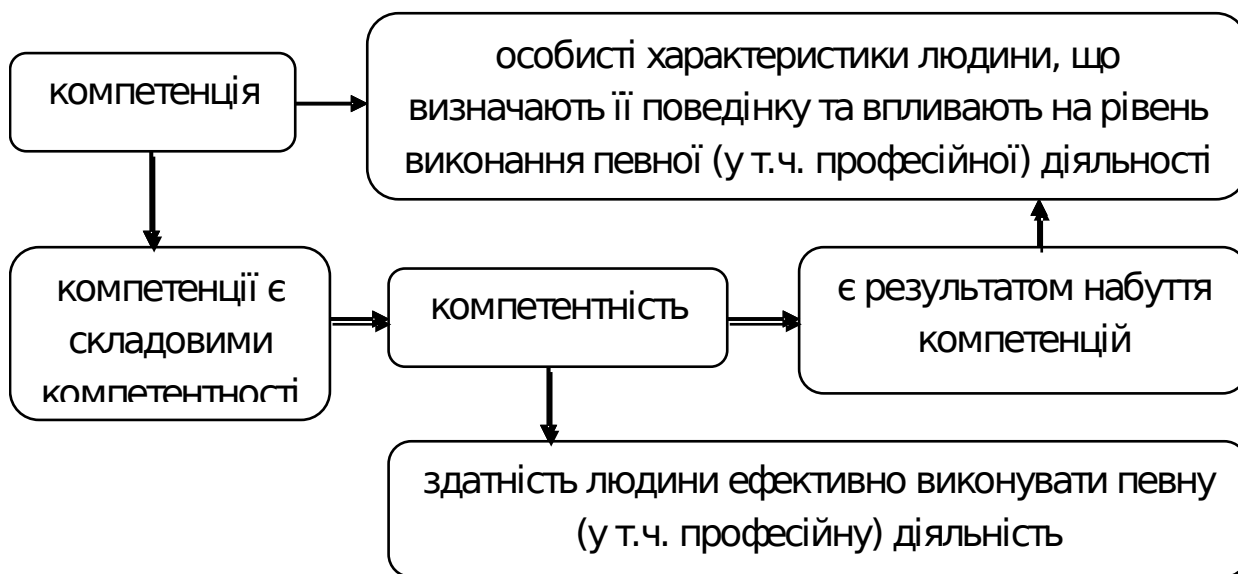 компетенція
особисті характеристики людини, що
визначають її поведінку та впливають на рівень
виконання певної (у т.ч. професійної) діяльності
компетенції є
складовими
компетентності
компетентність
є результатом набуття
компетенцій
здатність людини ефективно виконувати певну
(у т.ч. професійну) діяльність